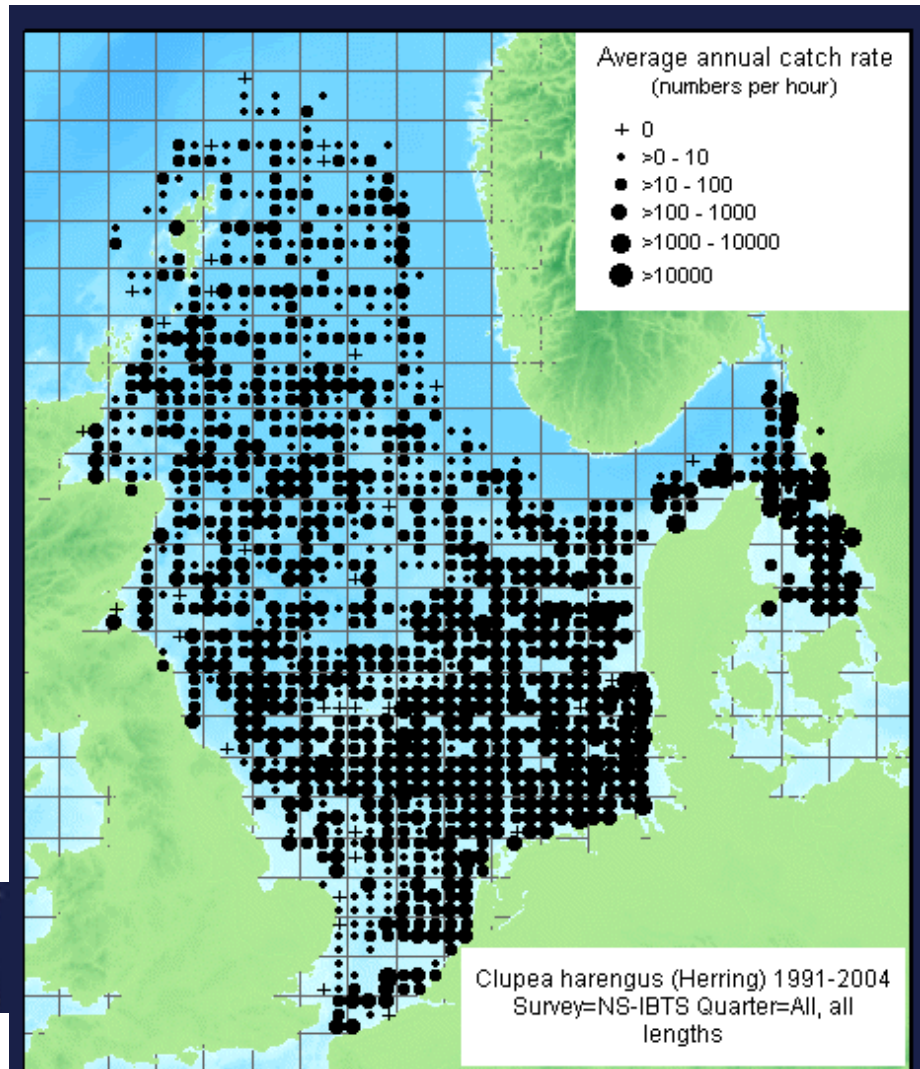 Average annual catch rate
(numbers per hour)
+ 0
>0 - 10
>10 - 100
>100 - 1000
>1000 - 10000
>10000
Clupea harengus (Herring) 1991-2004
Survey=NS-IBTS Quarter=All, all
lengths